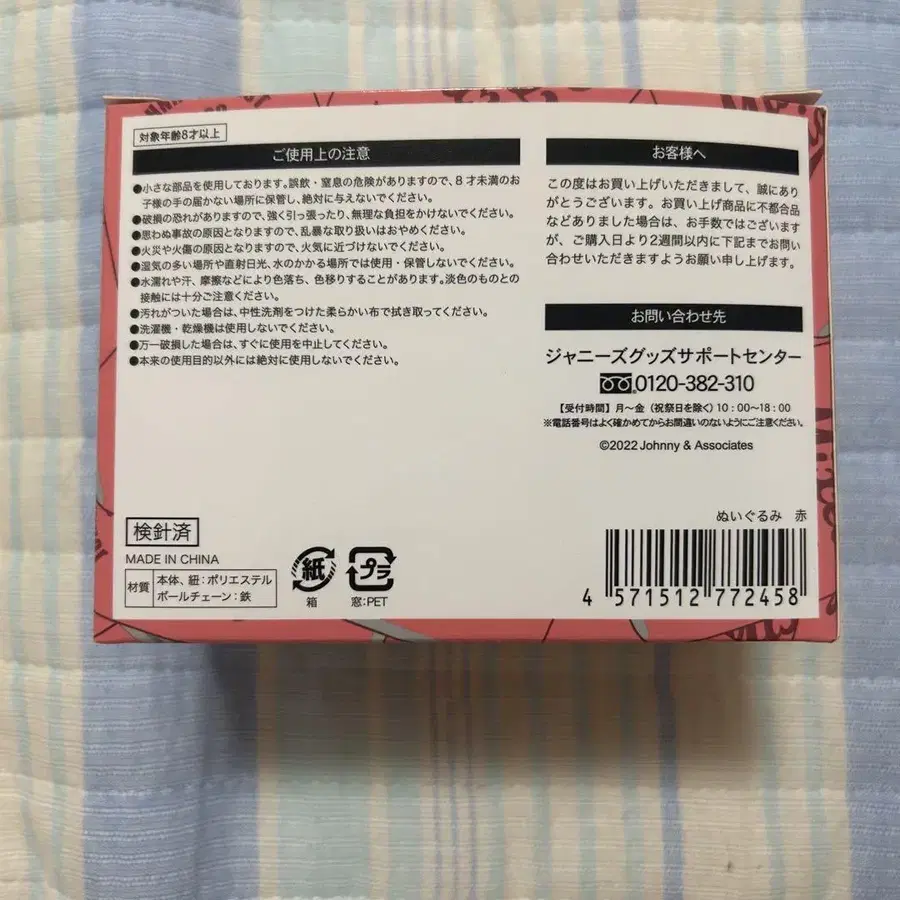 対象年齢8才以上
ご使用上の注意
●小さな部品を使用しております。誤飲・窒息の危険がありますので、8才未満のお
子様の手の届かない場所に保管し、絶対に与えないでください。
●破損の恐れがありますので、強く引っ張ったり、無理な負担をかけないでください。
●思わぬ事故の原因となりますので、乱暴な取り扱いはおやめください。
●火災や火傷の原因となりますので、火気に近づけないでください。
●湿気の多い場所や直射日光、水のかかる場所では使用・保管しないでください。
●水濡れや汗、摩擦などにより色落ち、色移りすることがあります。淡色のものとの
接触には十分ご注意ください。
●汚れがついた場合は、中性洗剤をつけた柔らかい布で拭き取ってください。
●洗濯機・乾燥機は使用しないでください。
●万一破損した場合は、すぐに使用を中止してください。
●本来の使用目的以外には絶対に使用しないでください。
お客様へ
この度はお買い上げいただきまして、誠にあり
がとうございます。お買い上げ商品に不都合品
などありました場合は、お手数ではございます
が、ご購入日より2週間以内に下記までお問い
合わせいただきますようお願い申し上げます。
お問い合わせ先
ジャニーズグッズサポートセンター
0120-382-310
【受付時間】月〜金（祝祭日を除く）10：00〜18：00
※電話番号はよく確かめてからお間違いのないようにご注意ください。
©2022 Johnny & Associates
検針済
MADE IN CHINA
材質
本体、紐：ポリエステル
ボールチェーン：鉄
紙
箱
プラ
窓：PET
ぬいぐるみ 赤
4 571512 772458